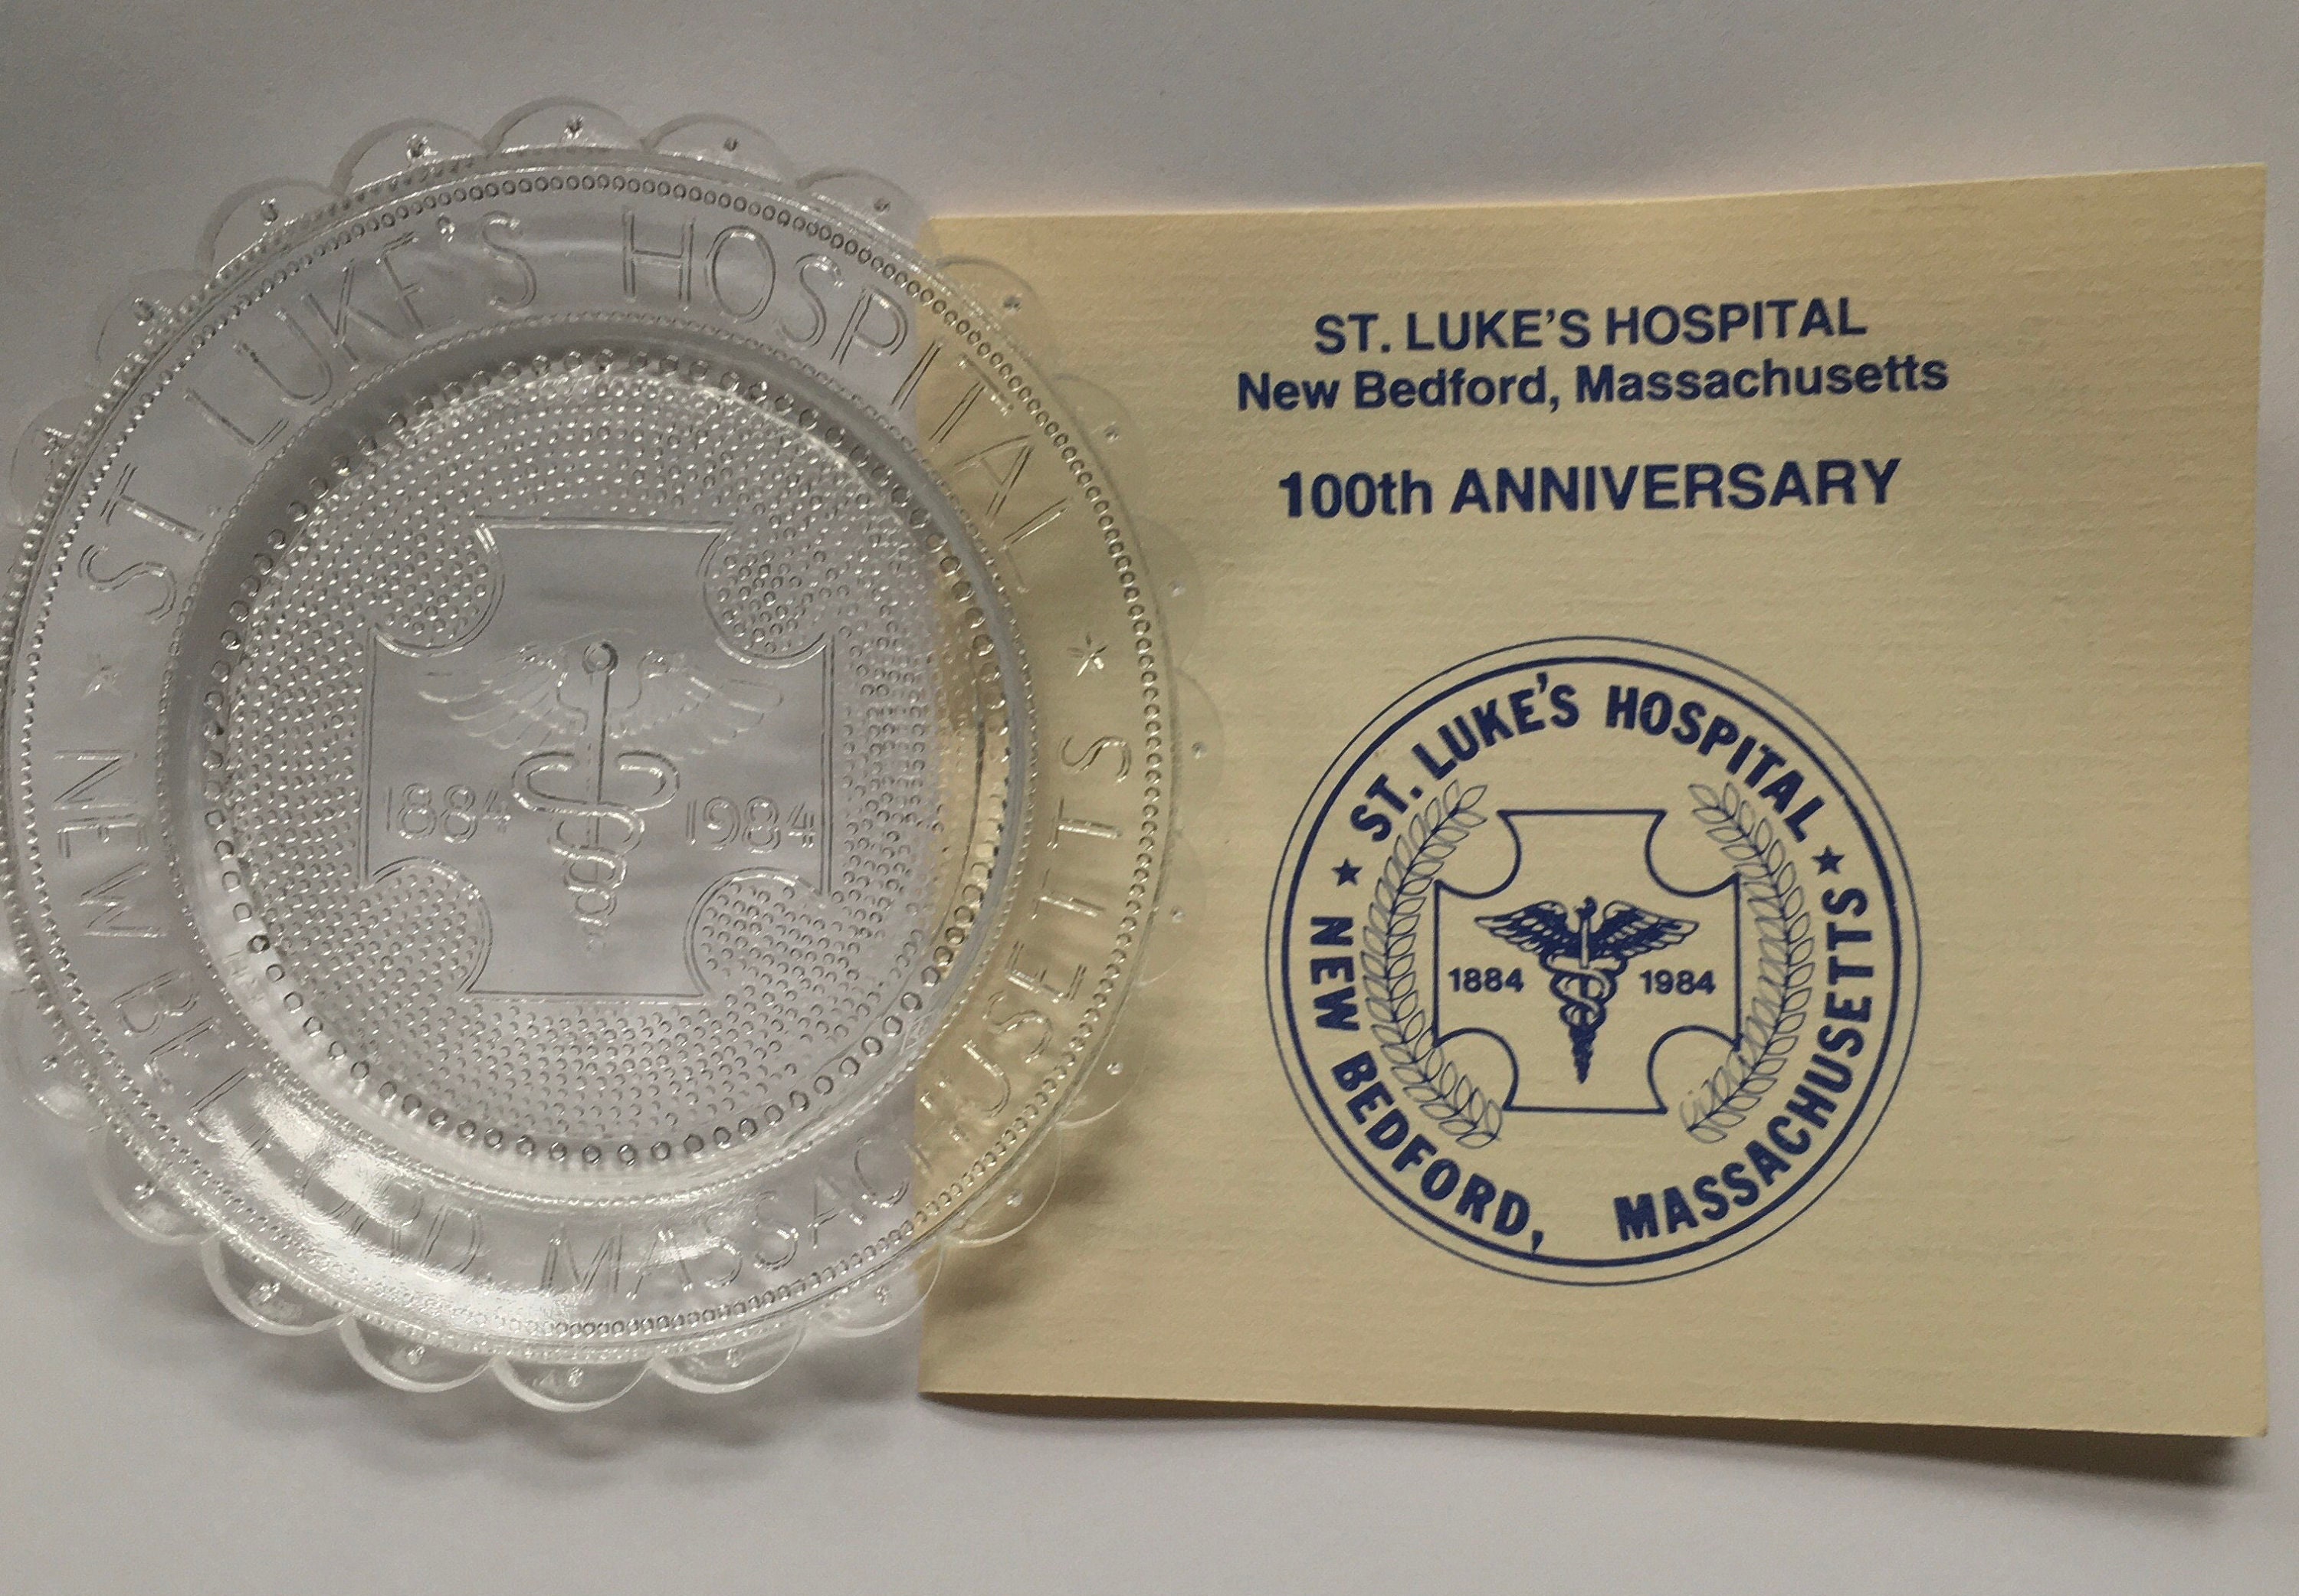 ST. LUKE'S HOSPITAL
NEW BEDFORD MASSACHUSETTS
1884 1984
ST. LUKE'S HOSPITAL
New Bedford, Massachusetts
100th ANNIVERSARY
ST. LUKE'S HOSPITAL
1884 1984
NEW BEDFORD, MASSACHUSETTS